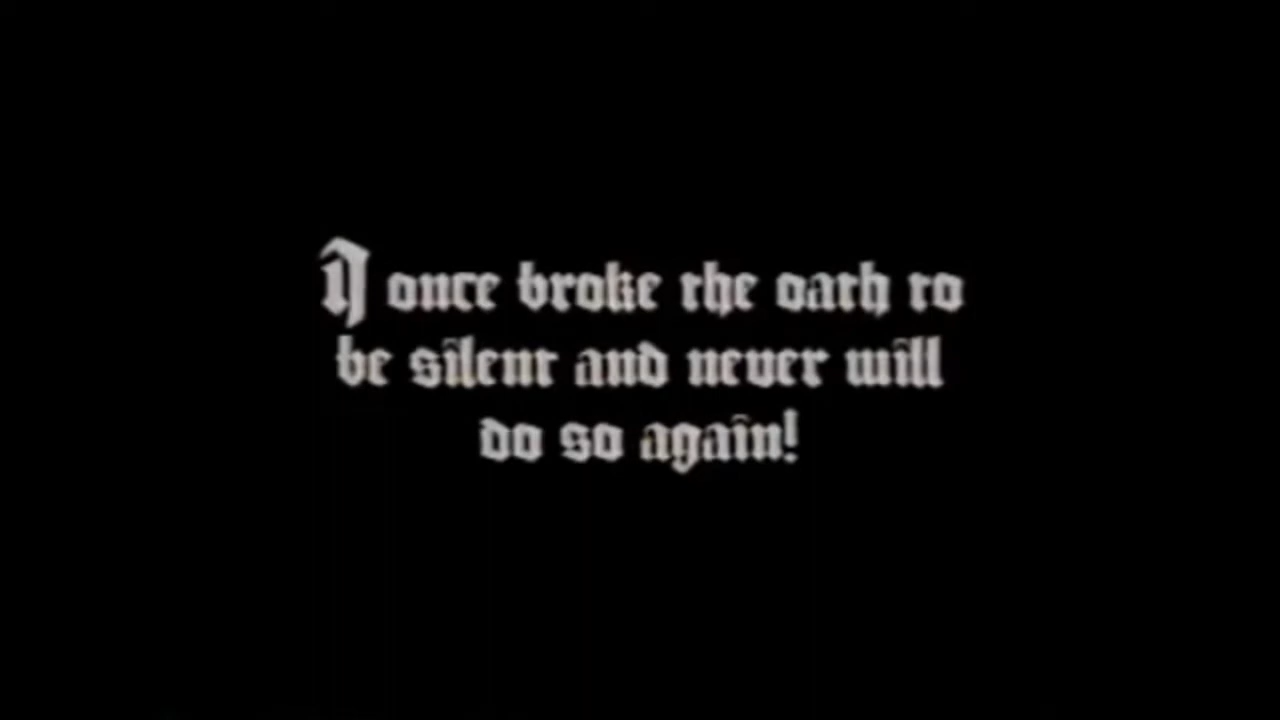 I once broke the oath to
be silent and never will
do so again!